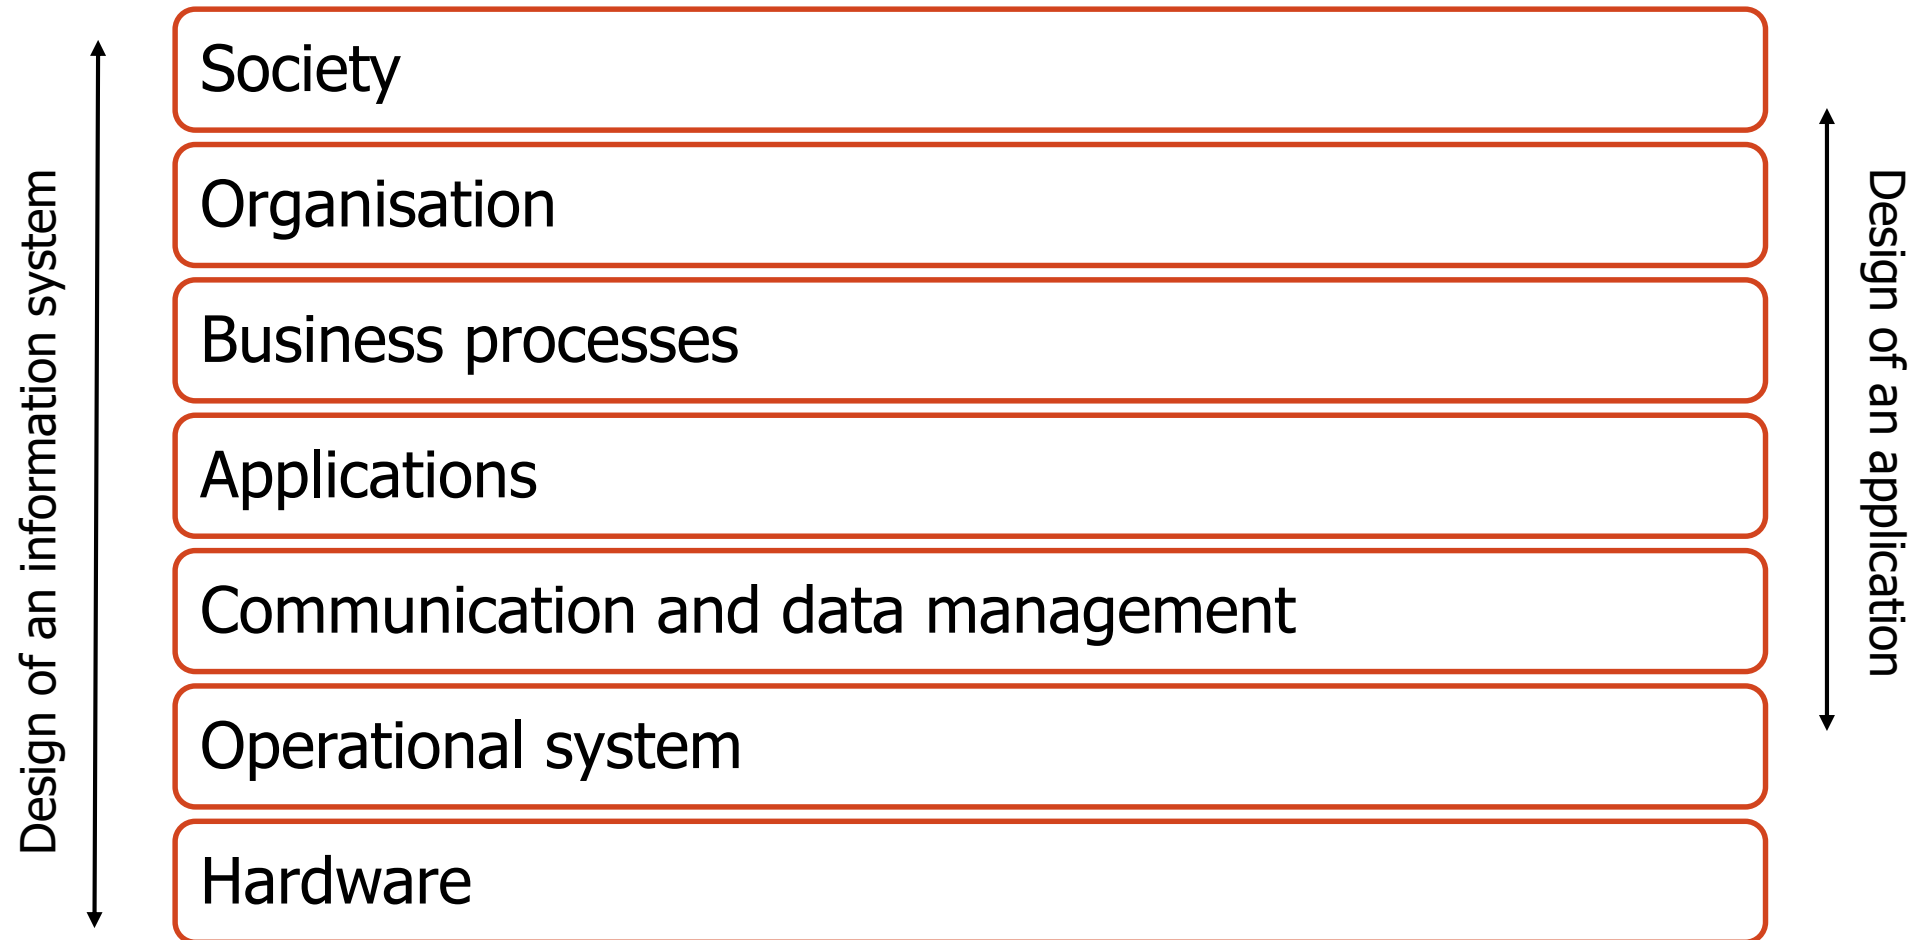 Design of an information system
Society
Organisation
Business processes
Applications
Communication and data management
Operational system
Hardware
Design of an application